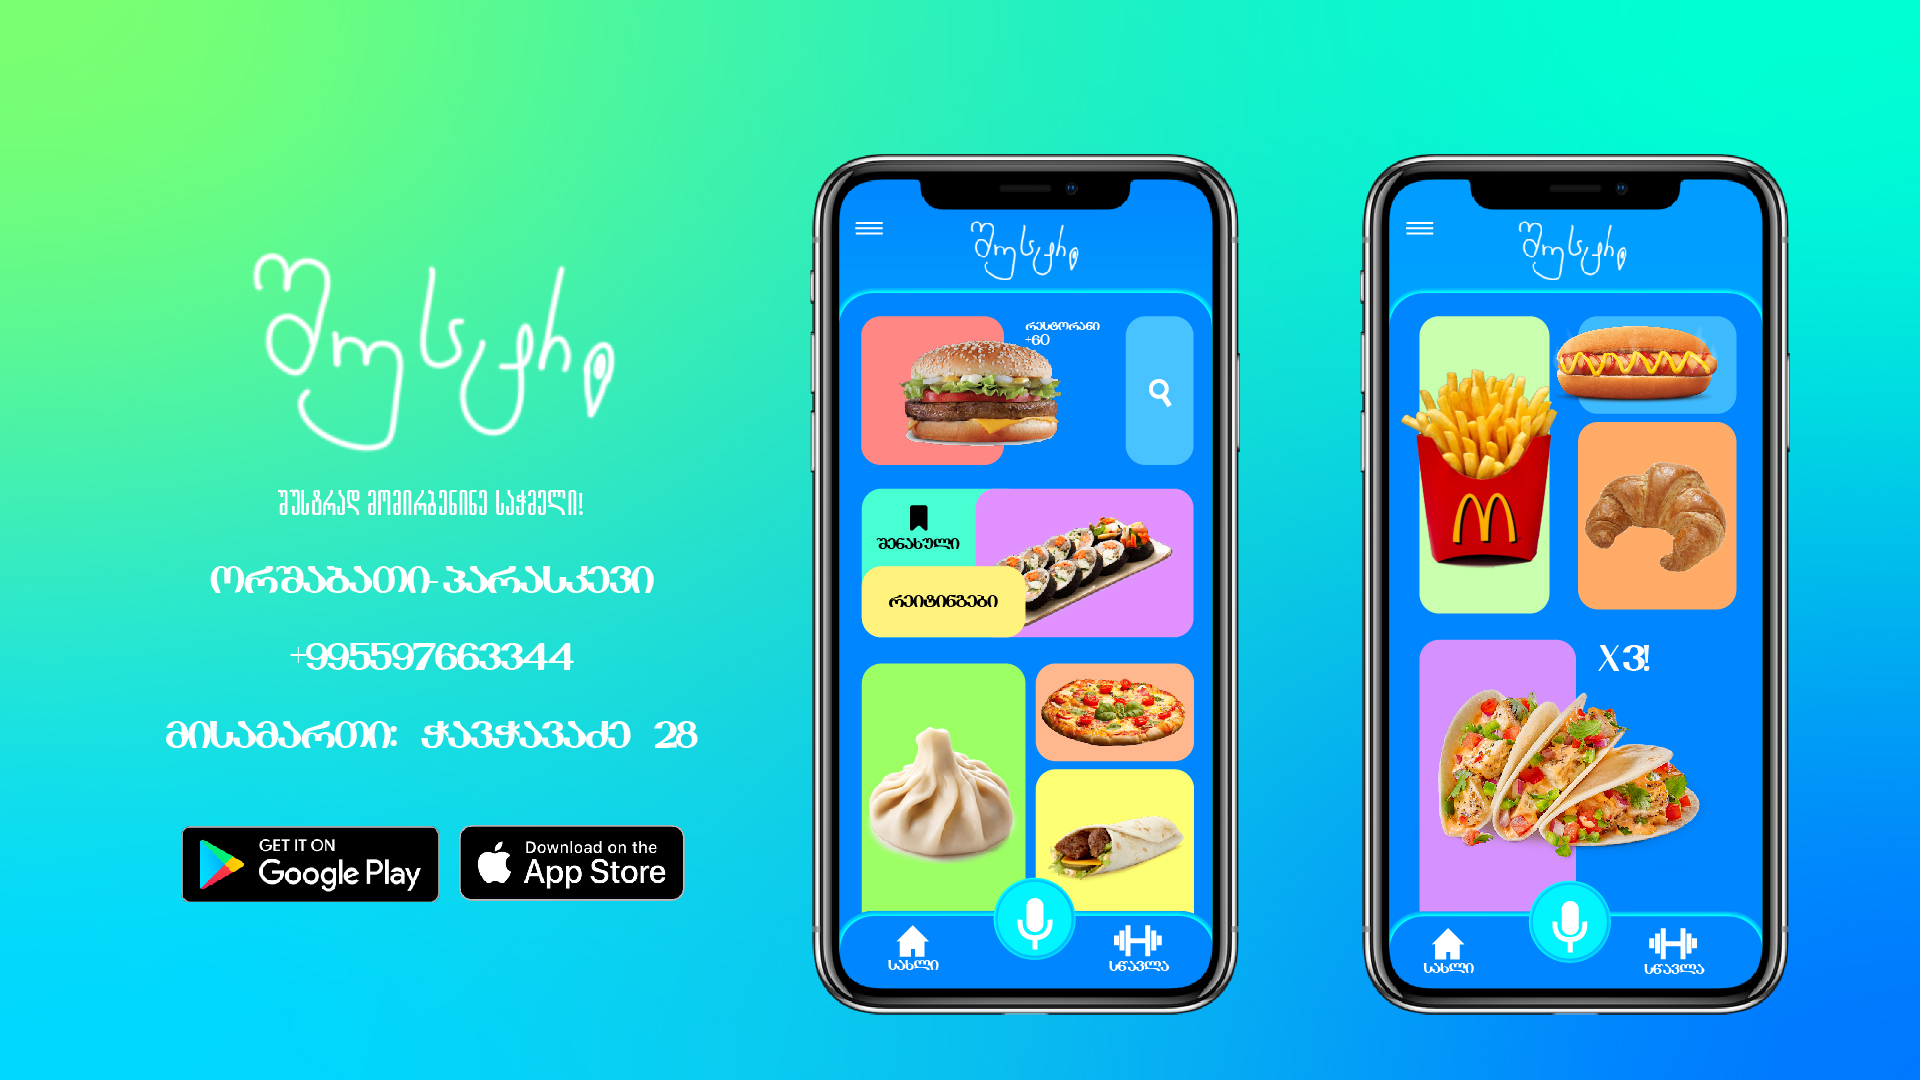 შუსტრი
შუსტრად მომირბენინე საჭმელი!
ორშაბათი-პარასკევი
+995597663344
მისამართი: ჭავჭავაძე 28
GET IT ON
Google Play
Download on the
App Store
შუსტრი
რესტორანი
+60
შენახული
რეიტინგები
სახლი
სწავლა
შუსტრი
X3!
სახლი
სწავლა